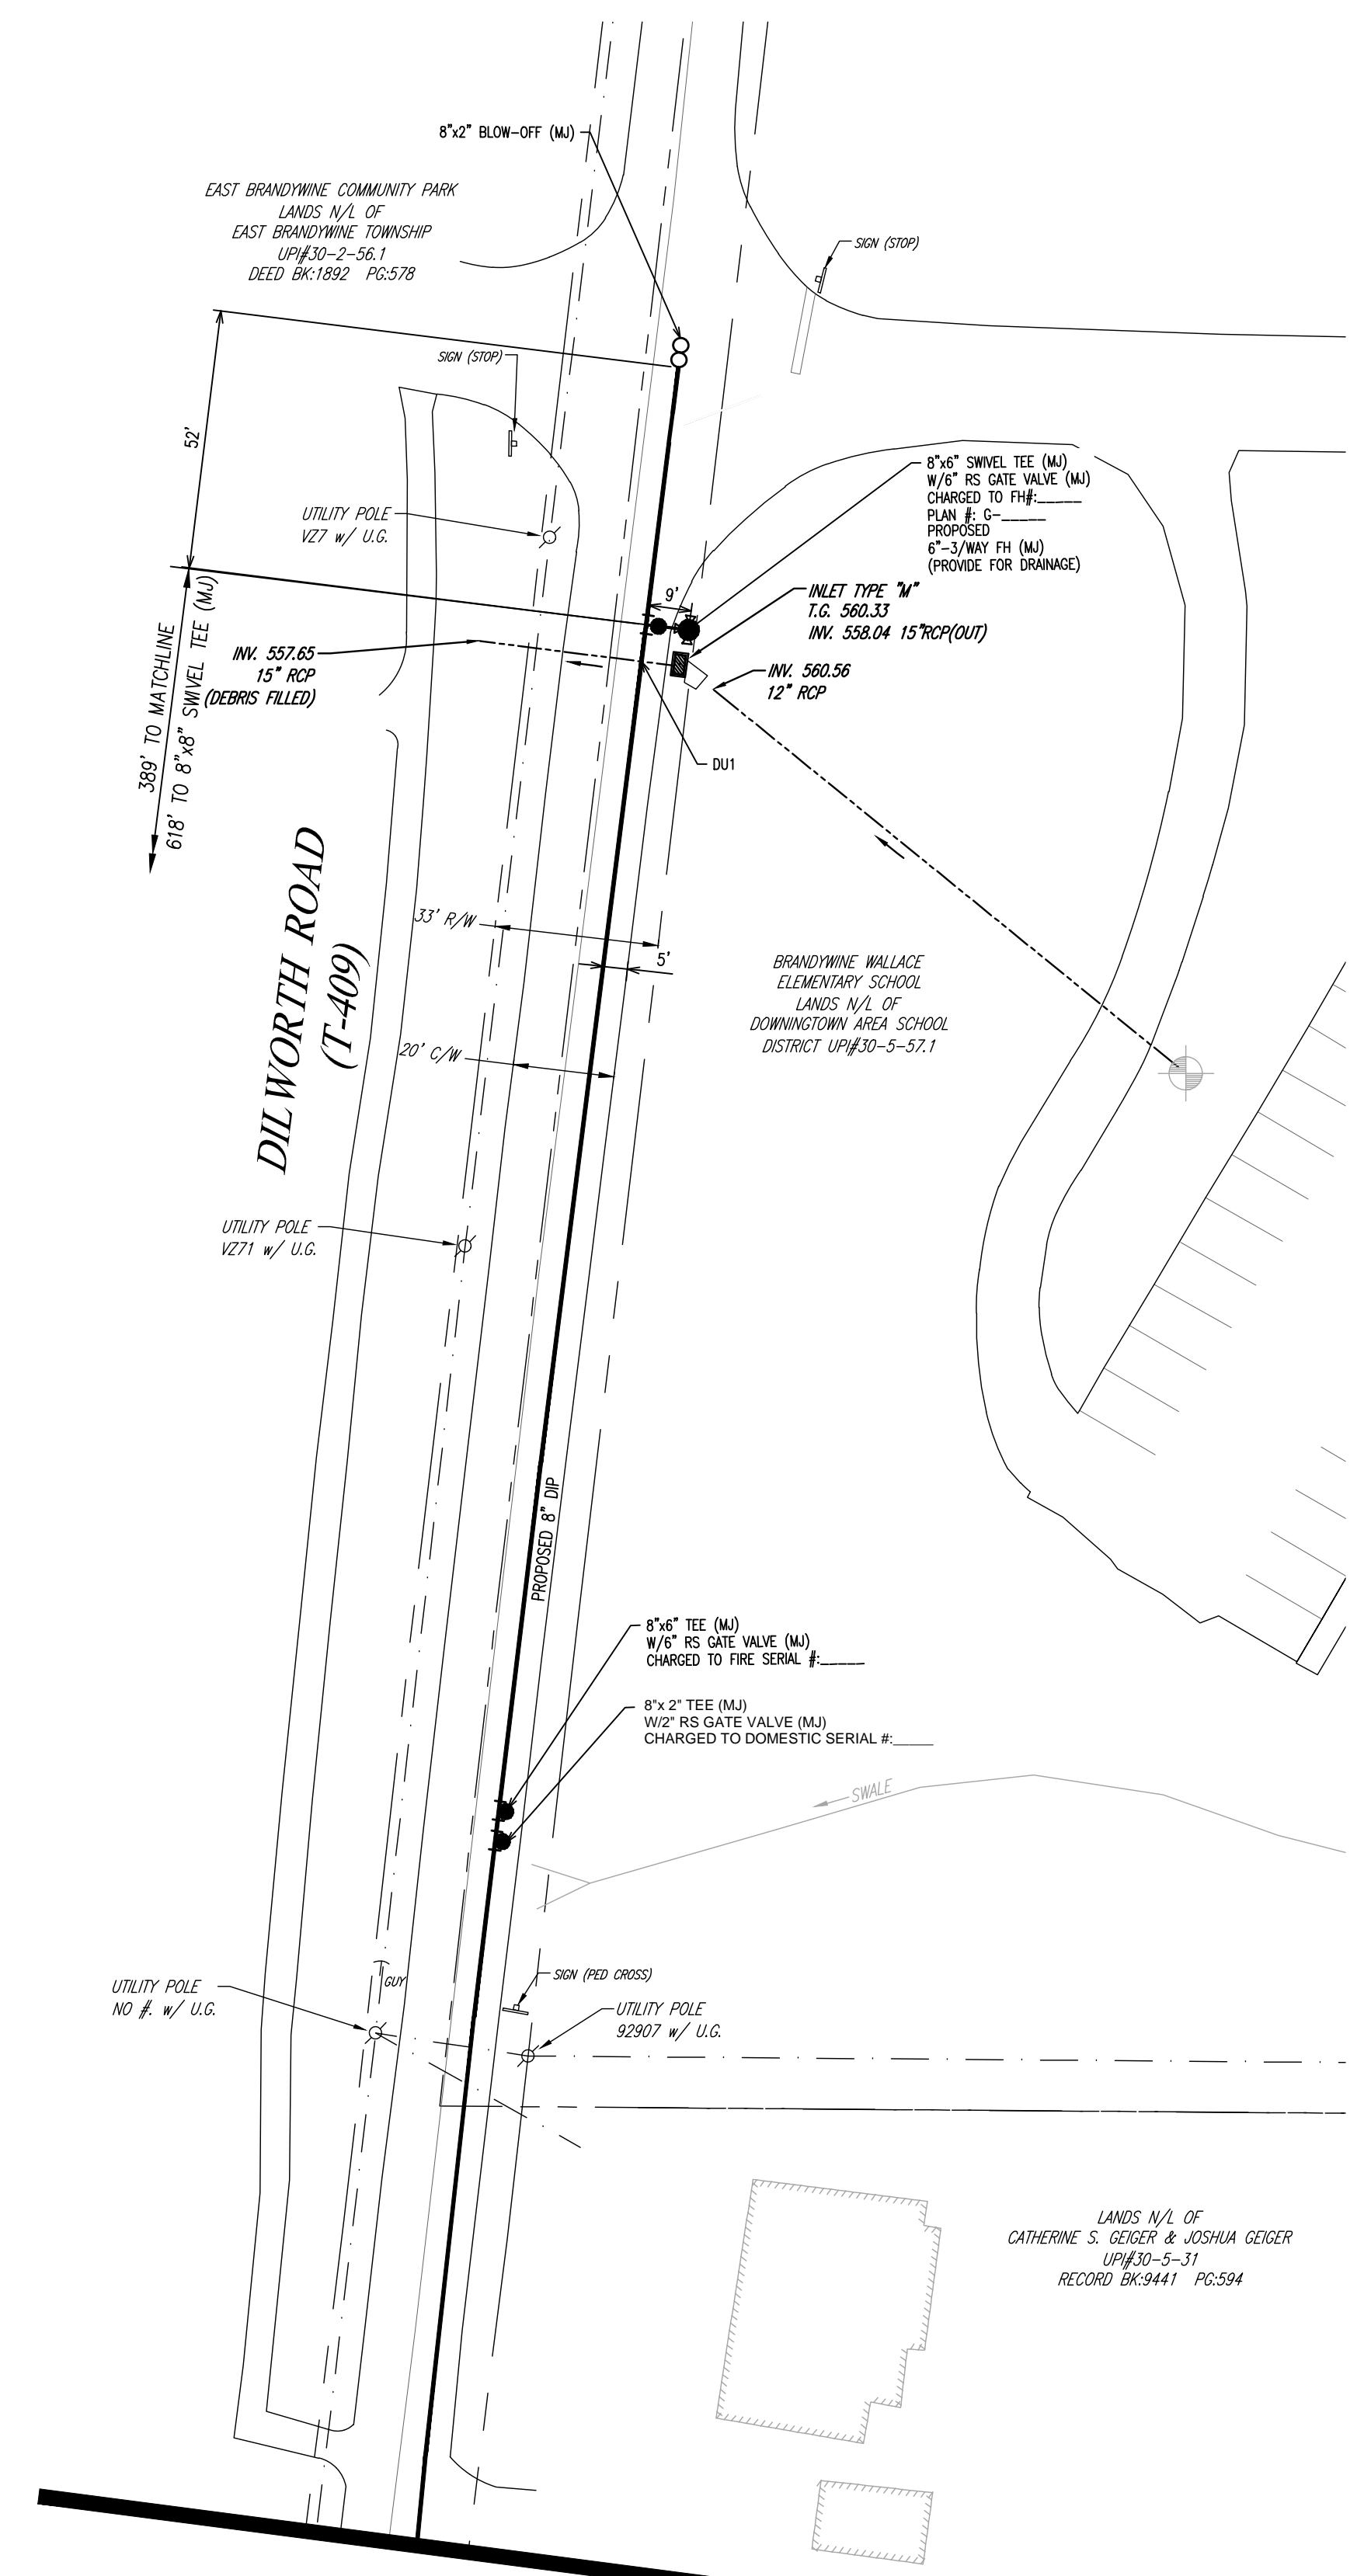 8"x2" BLOW-OFF (MJ)
EAST BRANDYWINE COMMUNITY PARK
LANDS N/L OF
EAST BRANDYWINE TOWNSHIP
UPI#30-2-56.1
DEED BK:1892 PG:578
SIGN (STOP)
SIGN (STOP)
52'
8"x6" SWIVEL TEE (MJ)
W/6" RS GATE VALVE (MJ)
CHARGED TO FH#:_____
PLAN #: G-_____
PROPOSED
6"-3/WAY FH (MJ)
(PROVIDE FOR DRAINAGE)
UTILITY POLE
VZ7 w/ U.G.
9'
INLET TYPE "M"
T.G. 560.33
INV. 558.04 15"RCP(OUT)
INV. 557.65
15" RCP
(DEBRIS FILLED)
INV. 560.56
12" RCP
389' TO MATCHLINE
618' TO 8"x8" SWIVEL TEE (MJ)
DU1
DILWORTH ROAD
(T-409)
33' R/W
5'
BRANDYWINE WALLACE
ELEMENTARY SCHOOL
LANDS N/L OF
DOWNINGTOWN AREA SCHOOL
DISTRICT UPI#30-5-57.1
20' C/W
UTILITY POLE
VZ71 w/ U.G.
PROPOSED 8" DIP
8"x6" TEE (MJ)
W/6" RS GATE VALVE (MJ)
CHARGED TO FIRE SERIAL #:_____
8"x 2" TEE (MJ)
W/2" RS GATE VALVE (MJ)
CHARGED TO DOMESTIC SERIAL #:_____
SWALE
GUY
SIGN (PED CROSS)
UTILITY POLE
NO #. w/ U.G.
UTILITY POLE
92907 w/ U.G.
LANDS N/L OF
CATHERINE S. GEIGER & JOSHUA GEIGER
UPI#30-5-31
RECORD BK:9441 PG:594